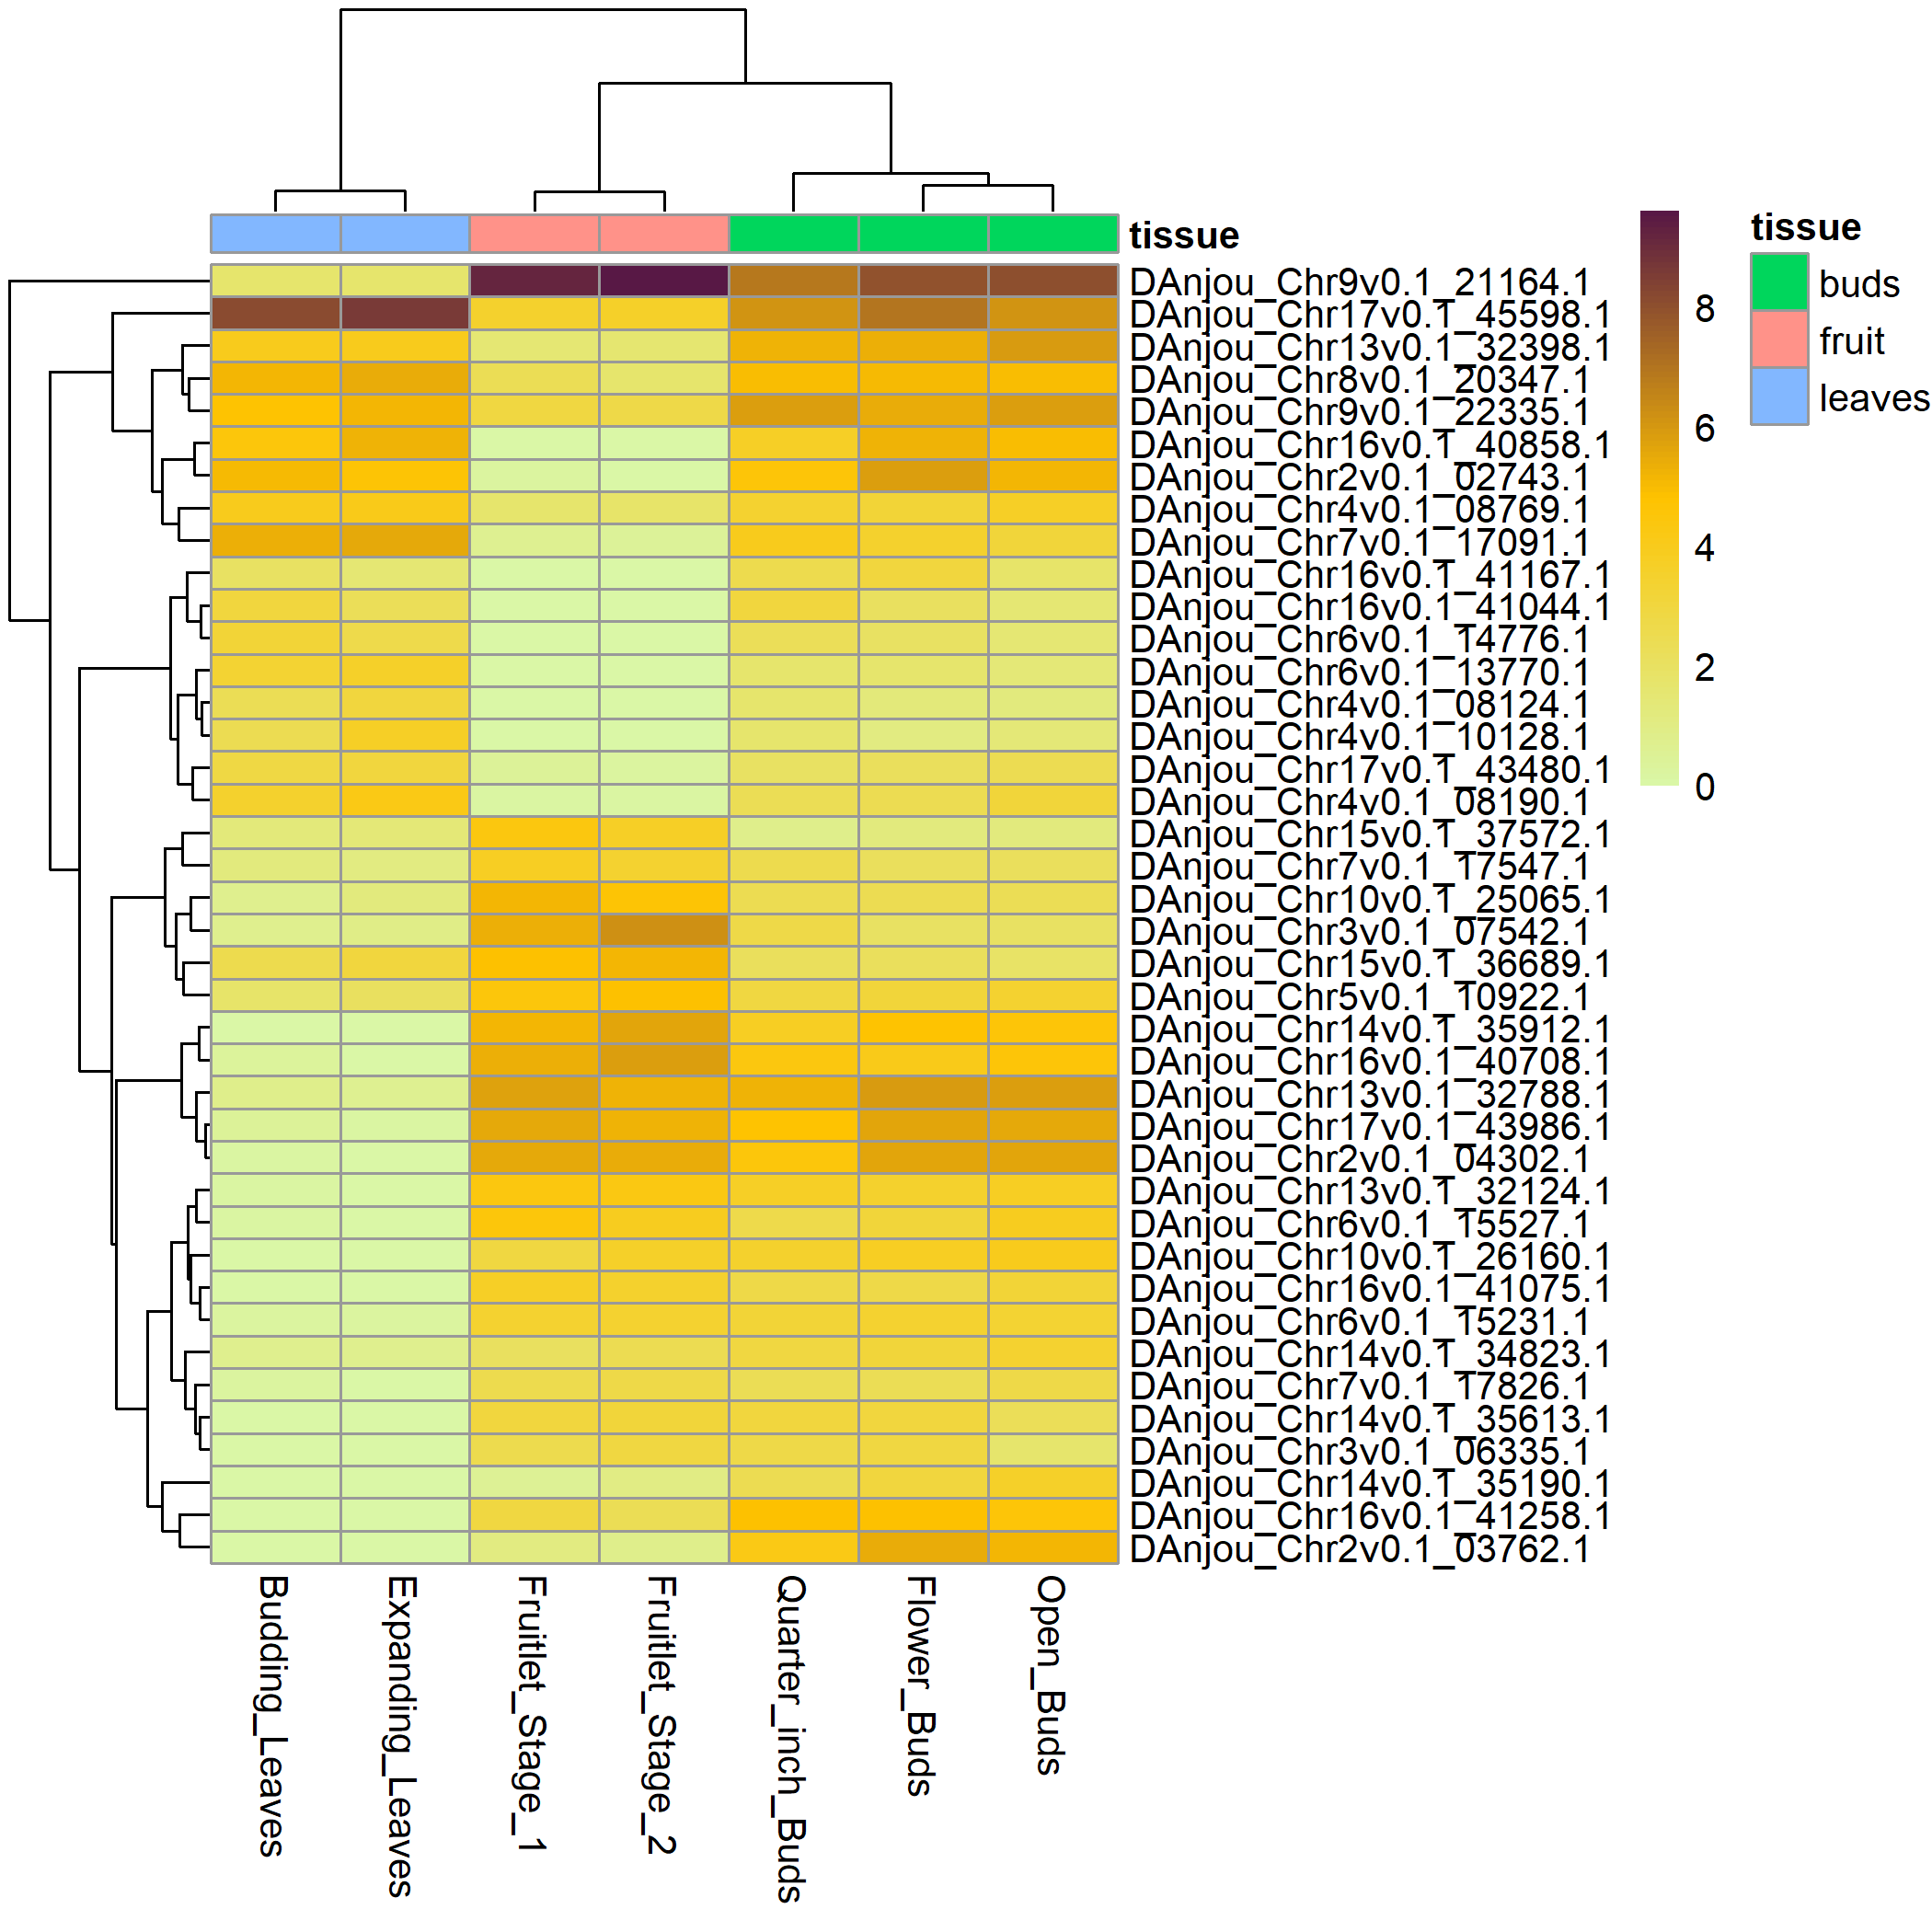 tissue
DAnjou_Chr9v0.1_21164.1
DAnjou_Chr17v0.1_45598.1
DAnjou_Chr13v0.1_32398.1
DAnjou_Chr8v0.1_20347.1
DAnjou_Chr9v0.1_22335.1
DAnjou_Chr16v0.1_40858.1
DAnjou_Chr2v0.1_02743.1
DAnjou_Chr4v0.1_08769.1
DAnjou_Chr7v0.1_17091.1
DAnjou_Chr16v0.1_41167.1
DAnjou_Chr16v0.1_41044.1
DAnjou_Chr6v0.1_14776.1
DAnjou_Chr6v0.1_13770.1
DAnjou_Chr4v0.1_08124.1
DAnjou_Chr4v0.1_10128.1
DAnjou_Chr17v0.1_43480.1
DAnjou_Chr4v0.1_08190.1
DAnjou_Chr15v0.1_37572.1
DAnjou_Chr7v0.1_17547.1
DAnjou_Chr10v0.1_25065.1
DAnjou_Chr3v0.1_07542.1
DAnjou_Chr15v0.1_36689.1
DAnjou_Chr5v0.1_10922.1
DAnjou_Chr14v0.1_35912.1
DAnjou_Chr16v0.1_40708.1
DAnjou_Chr13v0.1_32788.1
DAnjou_Chr17v0.1_43986.1
DAnjou_Chr2v0.1_04302.1
DAnjou_Chr13v0.1_32124.1
DAnjou_Chr6v0.1_15527.1
DAnjou_Chr10v0.1_26160.1
DAnjou_Chr16v0.1_41075.1
DAnjou_Chr6v0.1_15231.1
DAnjou_Chr14v0.1_34823.1
DAnjou_Chr7v0.1_17826.1
DAnjou_Chr14v0.1_35613.1
DAnjou_Chr3v0.1_06335.1
DAnjou_Chr14v0.1_35190.1
DAnjou_Chr16v0.1_41258.1
DAnjou_Chr2v0.1_03762.1
Budding_Leaves
Expanding_Leaves
Fruitlet_Stage_1
Fruitlet_Stage_2
Quarter_inch_Buds
Flower_Buds
Open_Buds
8
6
4
2
0
tissue
buds
fruit
leaves